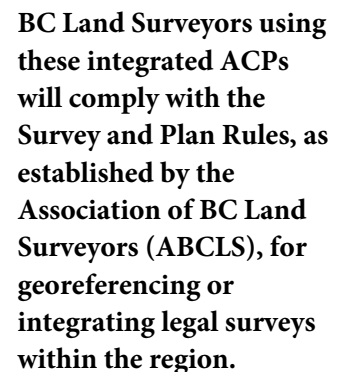 BC Land Surveyors using
these integrated ACPs
will comply with the
Survey and Plan Rules, as
established by the
Association of BC Land
Surveyors (ABCLS), for
georeferencing or
integrating legal surveys
within the region.